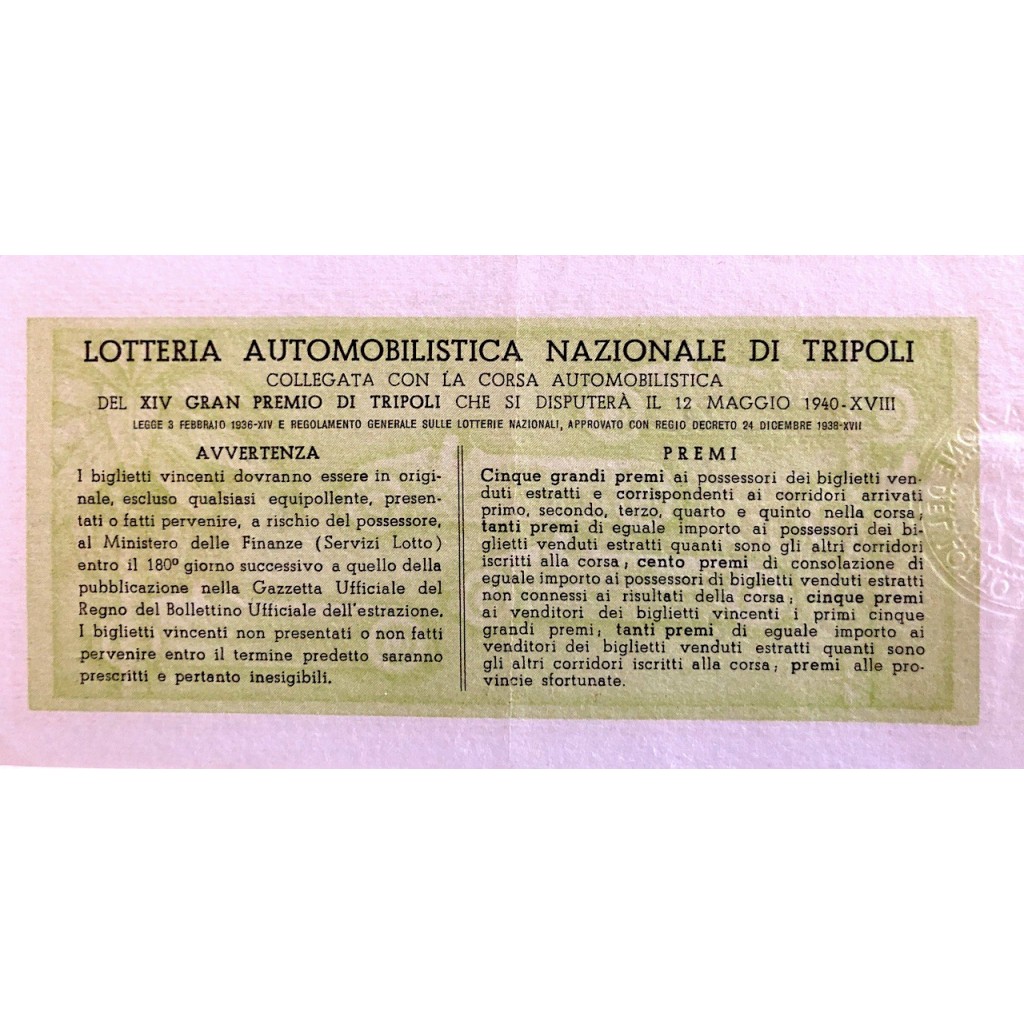 LOTTERIA AUTOMOBILISTICA NAZIONALE DI TRIPOLI
COLLEGATA CON LA CORSA AUTOMOBILISTICA
DEL XIV GRAN PREMIO DI TRIPOLI CHE SI DISPUTERÀ IL 12 MAGGIO 1940-XVIII
LEGGE 3 FEBBRAIO 1936-XIV E REGOLAMENTO GENERALE SULLE LOTTERIE NAZIONALI, APPROVATO CON REGIO DECRETO 24 DICEMBRE 1938-XVII
AVVERTENZA
I biglietti vincenti dovranno essere in origi-
nale, escluso qualsiasi equipollente, presen-
tati o fatti pervenire, a rischio del possessore,
al Ministero delle Finanze (Servizi Lotto)
entro il 180º giorno successivo a quello della
pubblicazione nella Gazzetta Ufficiale del
Regno del Bollettino Ufficiale dell'estrazione.
I biglietti vincenti non presentati o non fatti
pervenire entro il termine predetto saranno
prescritti e pertanto inesigibili.
PREMI
Cinque grandi premi ai possessori dei biglietti ven-
duti estratti e corrispondenti ai corridori arrivati
primo, secondo, terzo, quarto e quinto nella corsa;
tanti premi di eguale importo ai possessori dei bi-
glietti venduti estratti quanti sono gli altri corridori
iscritti alla corsa; cento premi di consolazione di
eguale importo ai possessori di biglietti venduti estratti
non connessi ai risultati della corsa; cinque premi
ai venditori dei biglietti vincenti i primi cinque
grandi premi; tanti premi di eguale importo ai
venditori dei biglietti venduti estratti quanti sono
gli altri corridori iscritti alla corsa; premi alle pro-
vincie sfortunate.